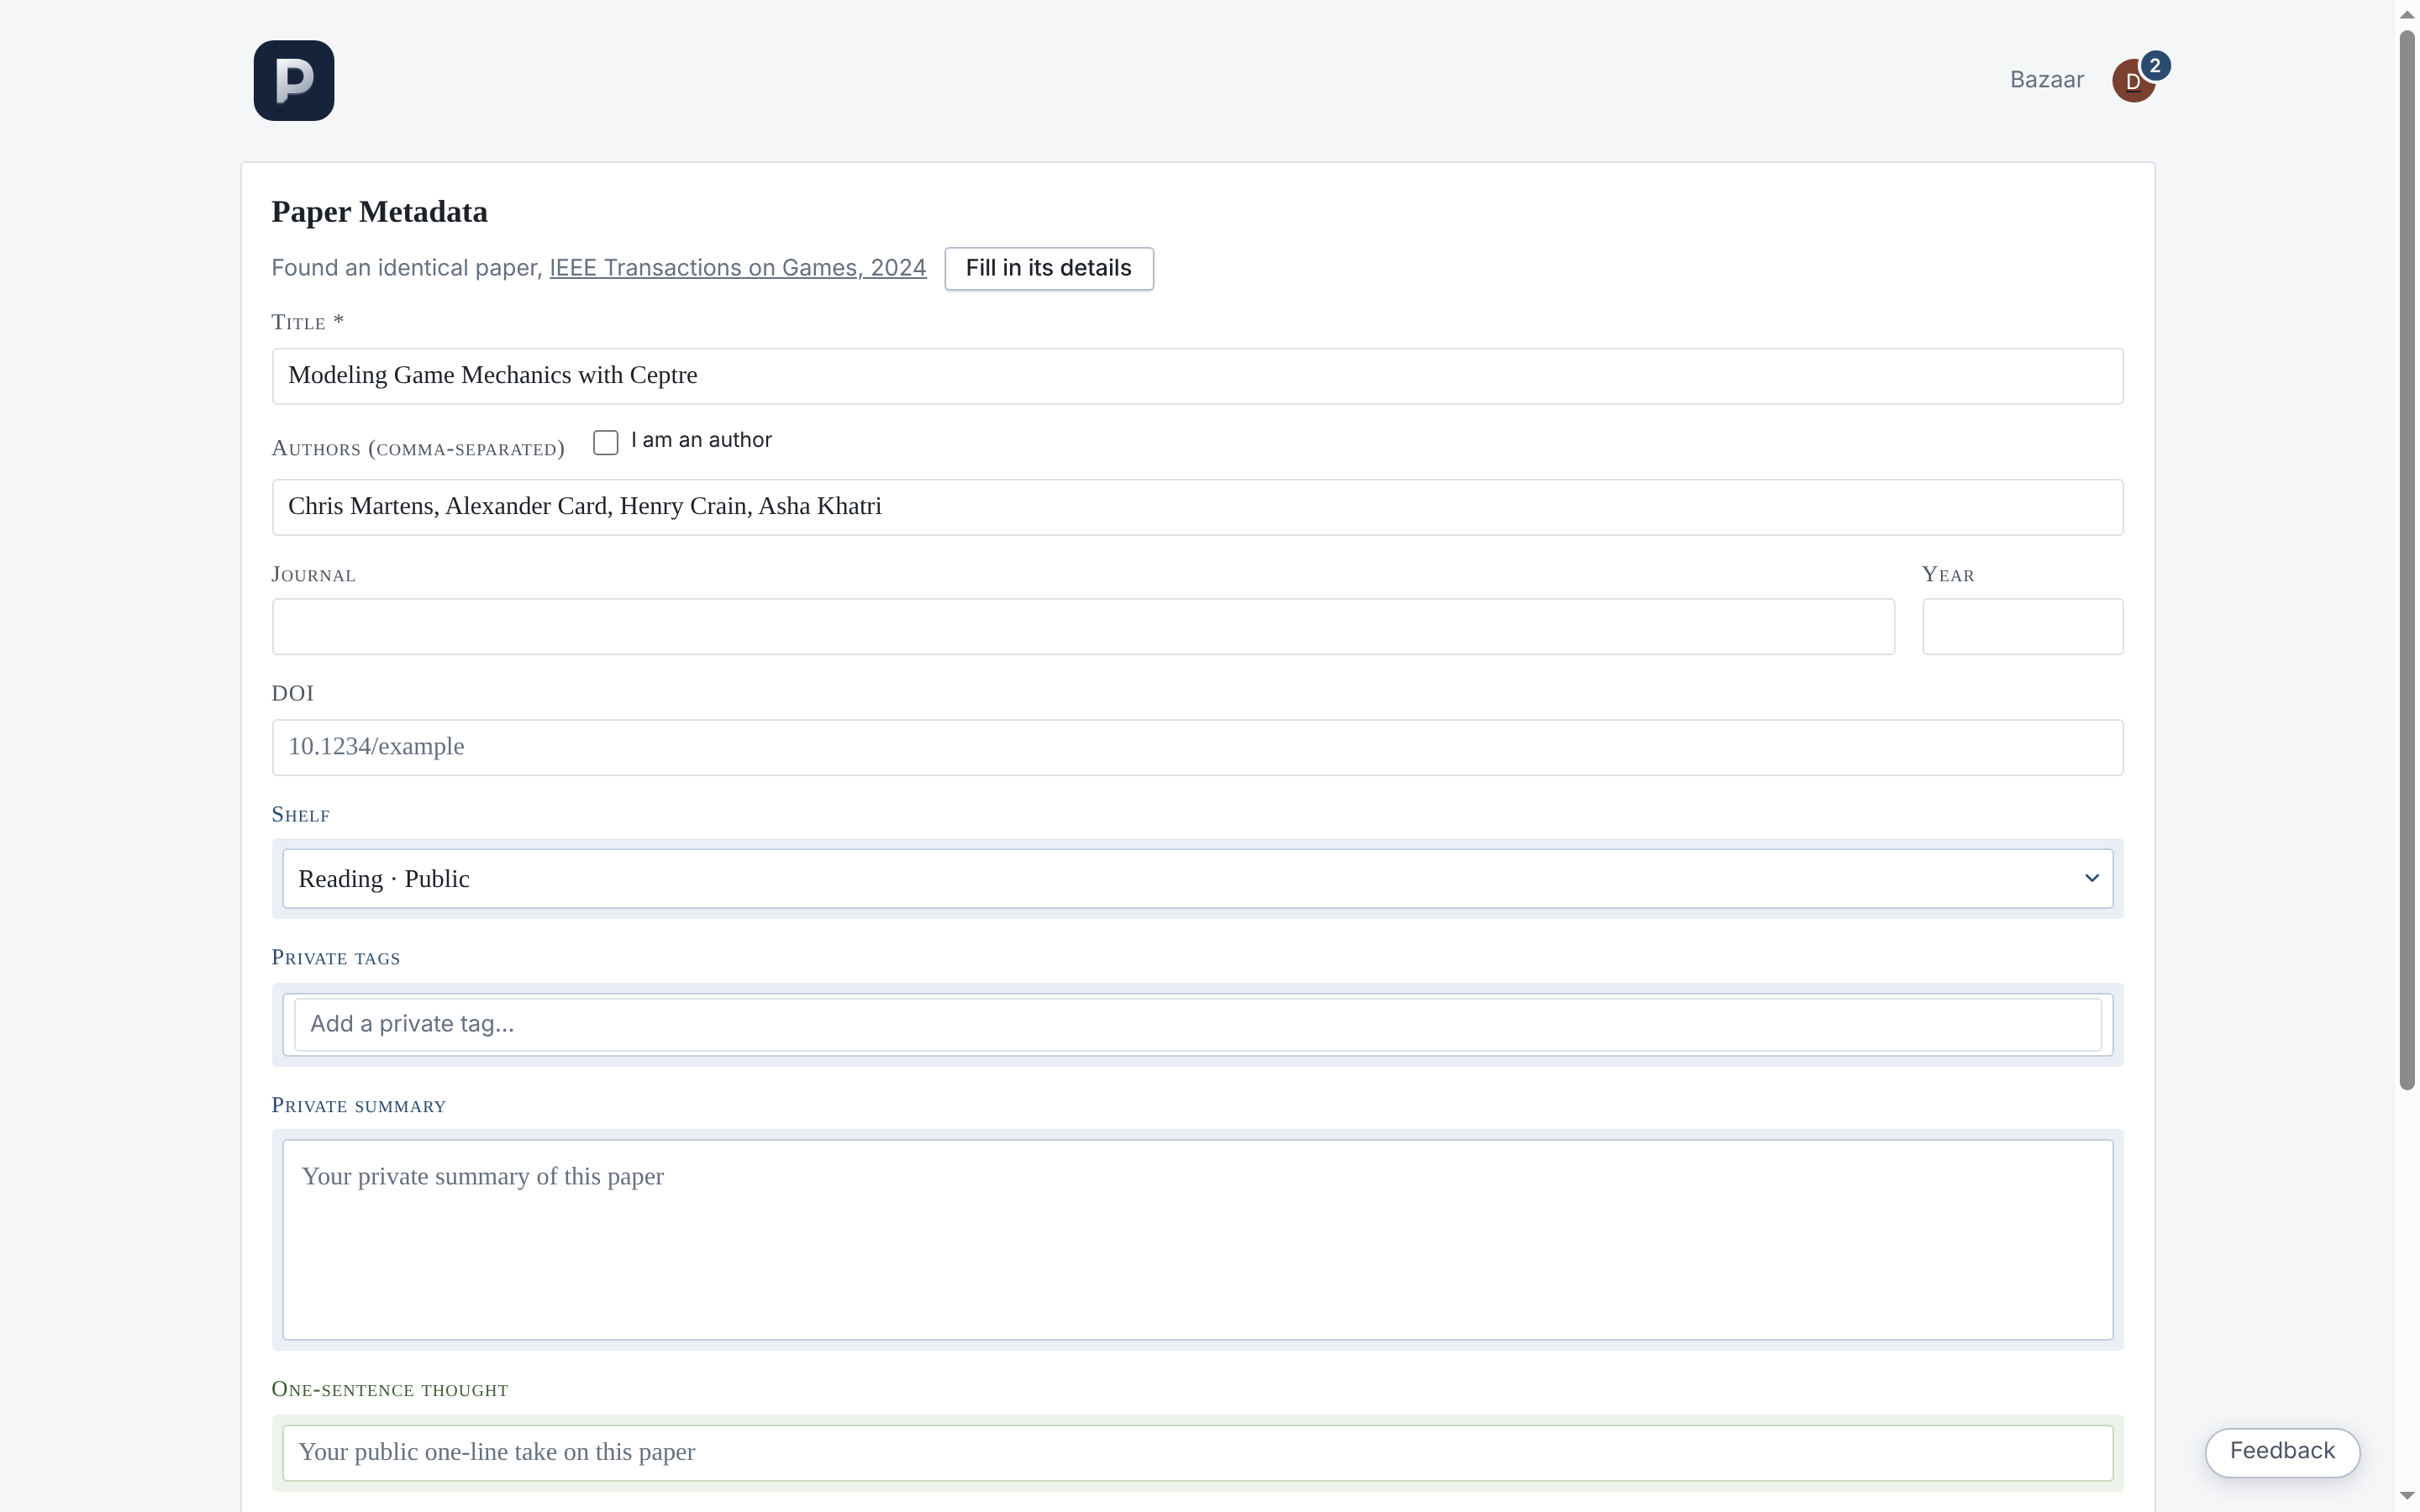 P
Bazaar
D
2
Paper Metadata
Found an identical paper, IEEE Transactions on Games, 2024 Fill in its details
Title *
Modeling Game Mechanics with Ceptre
Authors (comma-separated) I am an author
Chris Martens, Alexander Card, Henry Crain, Asha Khatri
Journal Year
DOI
10.1234/example
Shelf
Reading · Public
Private tags
Add a private tag...
Private summary
Your private summary of this paper
One-sentence thought
Your public one-line take on this paper
Feedback